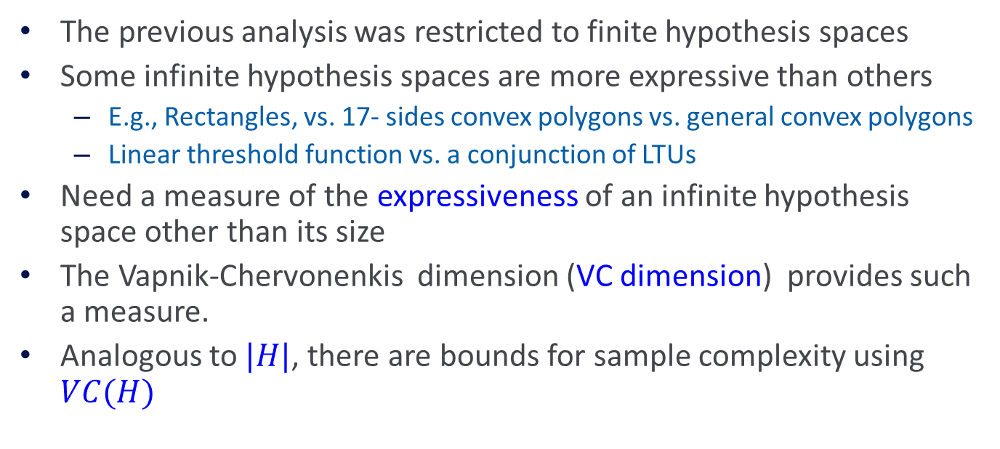 • The previous analysis was restricted to finite hypothesis spaces
• Some infinite hypothesis spaces are more expressive than others
– E.g., Rectangles, vs. 17- sides convex polygons vs. general convex polygons
– Linear threshold function vs. a conjunction of LTUs
• Need a measure of the expressiveness of an infinite hypothesis
space other than its size
• The Vapnik-Chervonenkis dimension (VC dimension) provides such
a measure.
• Analogous to |H|, there are bounds for sample complexity using
VC(H)